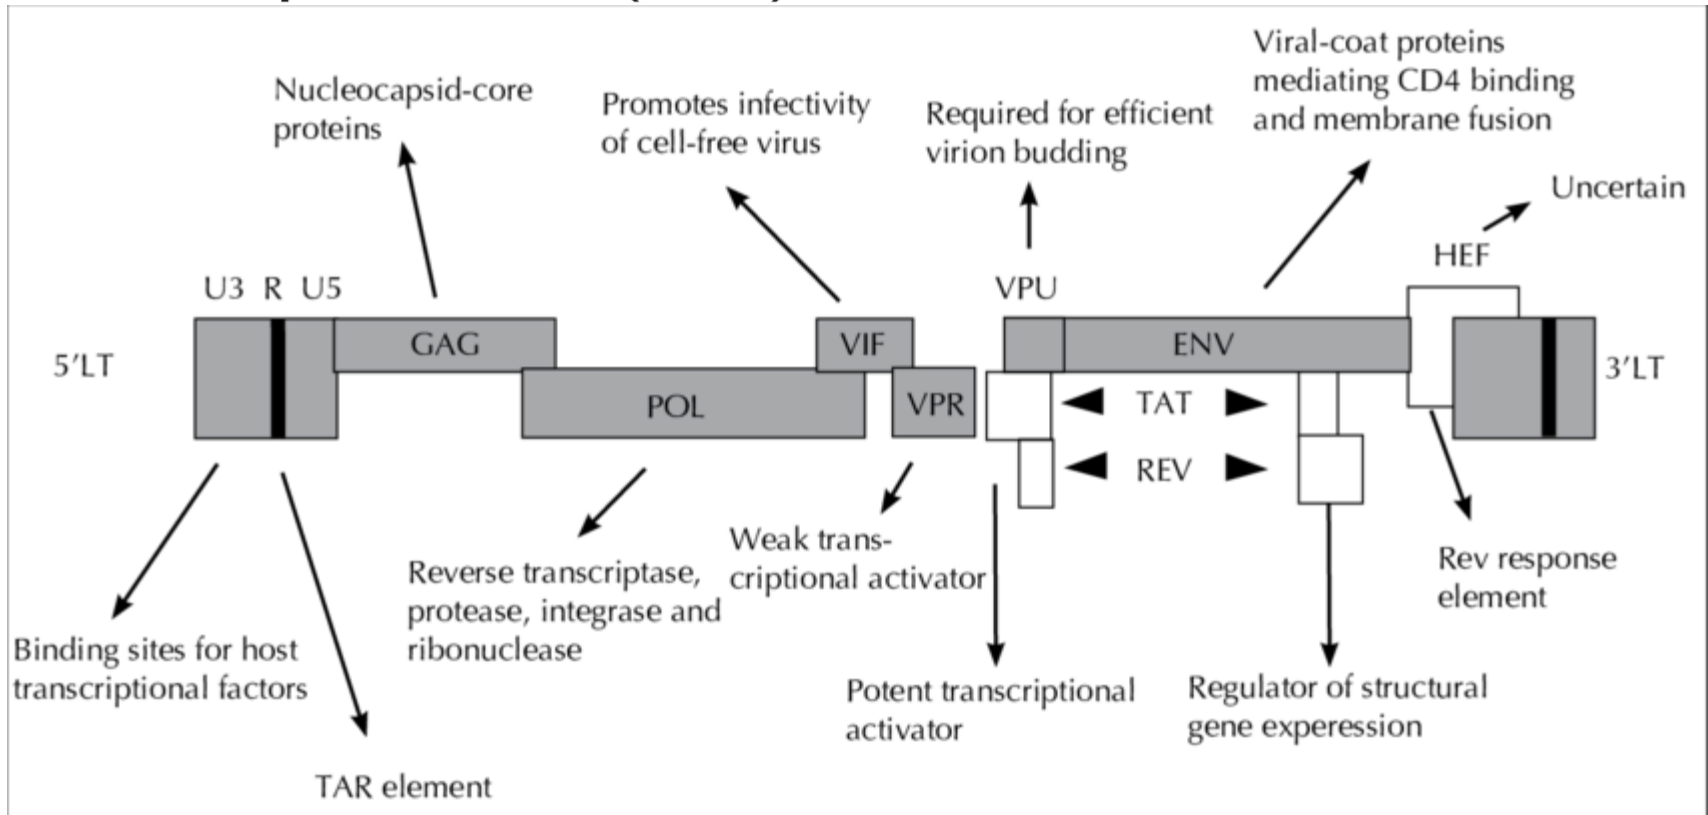 Nucleocapsid-core
proteins
Promotes infectivity
of cell-free virus
Required for efficient
virion budding
Viral-coat proteins
mediating CD4 binding
and membrane fusion
Uncertain
HEF
U3 R U5
VPU
GAG
VIF
ENV
5′LT
3′LT
POL
VPR
TAT
REV
Weak trans-
criptional activator
Reverse transcriptase,
protease, integrase and
ribonuclease
Rev response
element
Binding sites for host
transcriptional factors
Potent transcriptional
activator
Regulator of structural
gene experession
TAR element